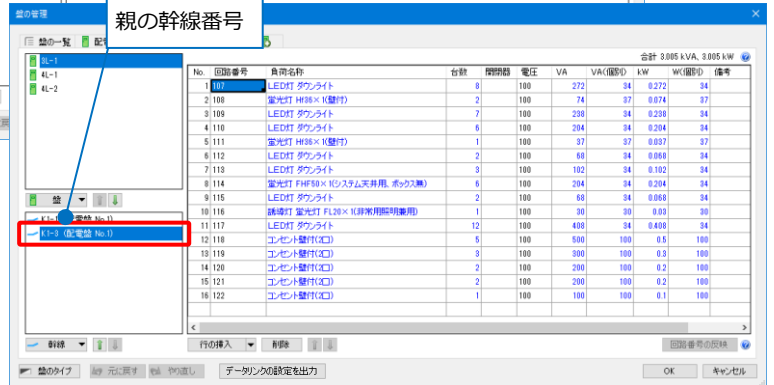 盤の管理
親の幹線番号
盤の一覧
合計 3.005 kVA, 3.005 kW
3L-1
4L-1
4L-2
No. 回路番号 負荷名称 台数 開閉器 電圧 VA VA(個別) kW W(個別) 備考
1 107 LED灯 ダウンライト 8 100 272 34 0.272 34
2 108 蛍光灯 Hf36×1(壁付) 2 100 74 37 0.074 37
3 109 LED灯 ダウンライト 7 100 238 34 0.238 34
4 110 LED灯 ダウンライト 6 100 204 34 0.204 34
5 111 蛍光灯 Hf36×1(壁付) 1 100 37 37 0.037 37
6 112 LED灯 ダウンライト 2 100 68 34 0.068 34
7 113 LED灯 ダウンライト 3 100 102 34 0.102 34
8 114 蛍光灯 FHF50×1(システム天井用、ボックス無) 6 100 204 34 0.204 34
9 115 LED灯 ダウンライト 2 100 68 34 0.068 34
10 116 誘導灯 蛍光灯 FL20×1(非常用照明兼用) 1 100 30 30 0.03 30
11 117 LED灯 ダウンライト 12 100 408 34 0.408 34
12 118 コンセント壁付(2口) 5 100 500 100 0.5 100
13 119 コンセント壁付(2口) 3 100 300 100 0.3 100
14 120 コンセント壁付(2口) 2 100 200 100 0.2 100
15 121 コンセント壁付(2口) 2 100 200 100 0.2 100
16 122 コンセント壁付(2口) 1 100 100 100 0.1 100
盤
K1-3 (配電盤 No.1)
幹線
行の挿入
削除
回路番号の反映
盤のタイプ
元に戻す
やり直し
データリンクの設定を出力
OK
キャンセル